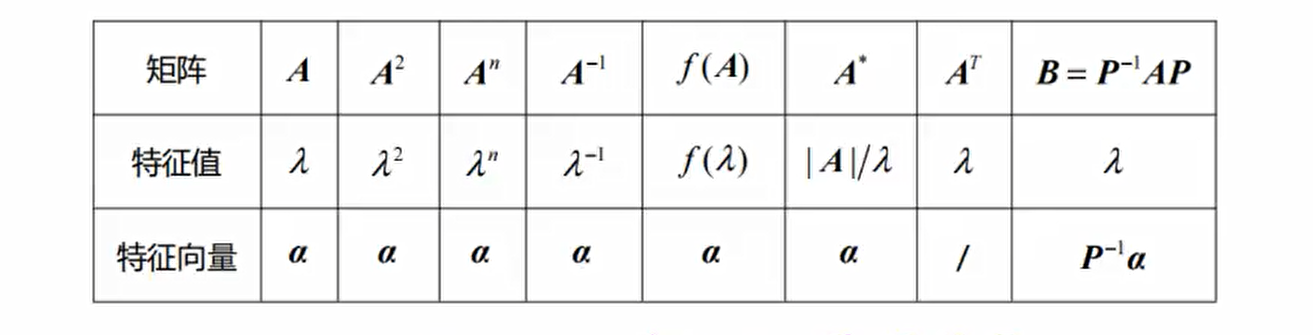 矩阵 A A² Aⁿ A⁻¹ f(A) A* Aᵀ B = P⁻¹AP
特征值 λ λ² λⁿ λ⁻¹ f(λ) |A|/λ λ λ
特征向量 α α α α α α / P⁻¹α